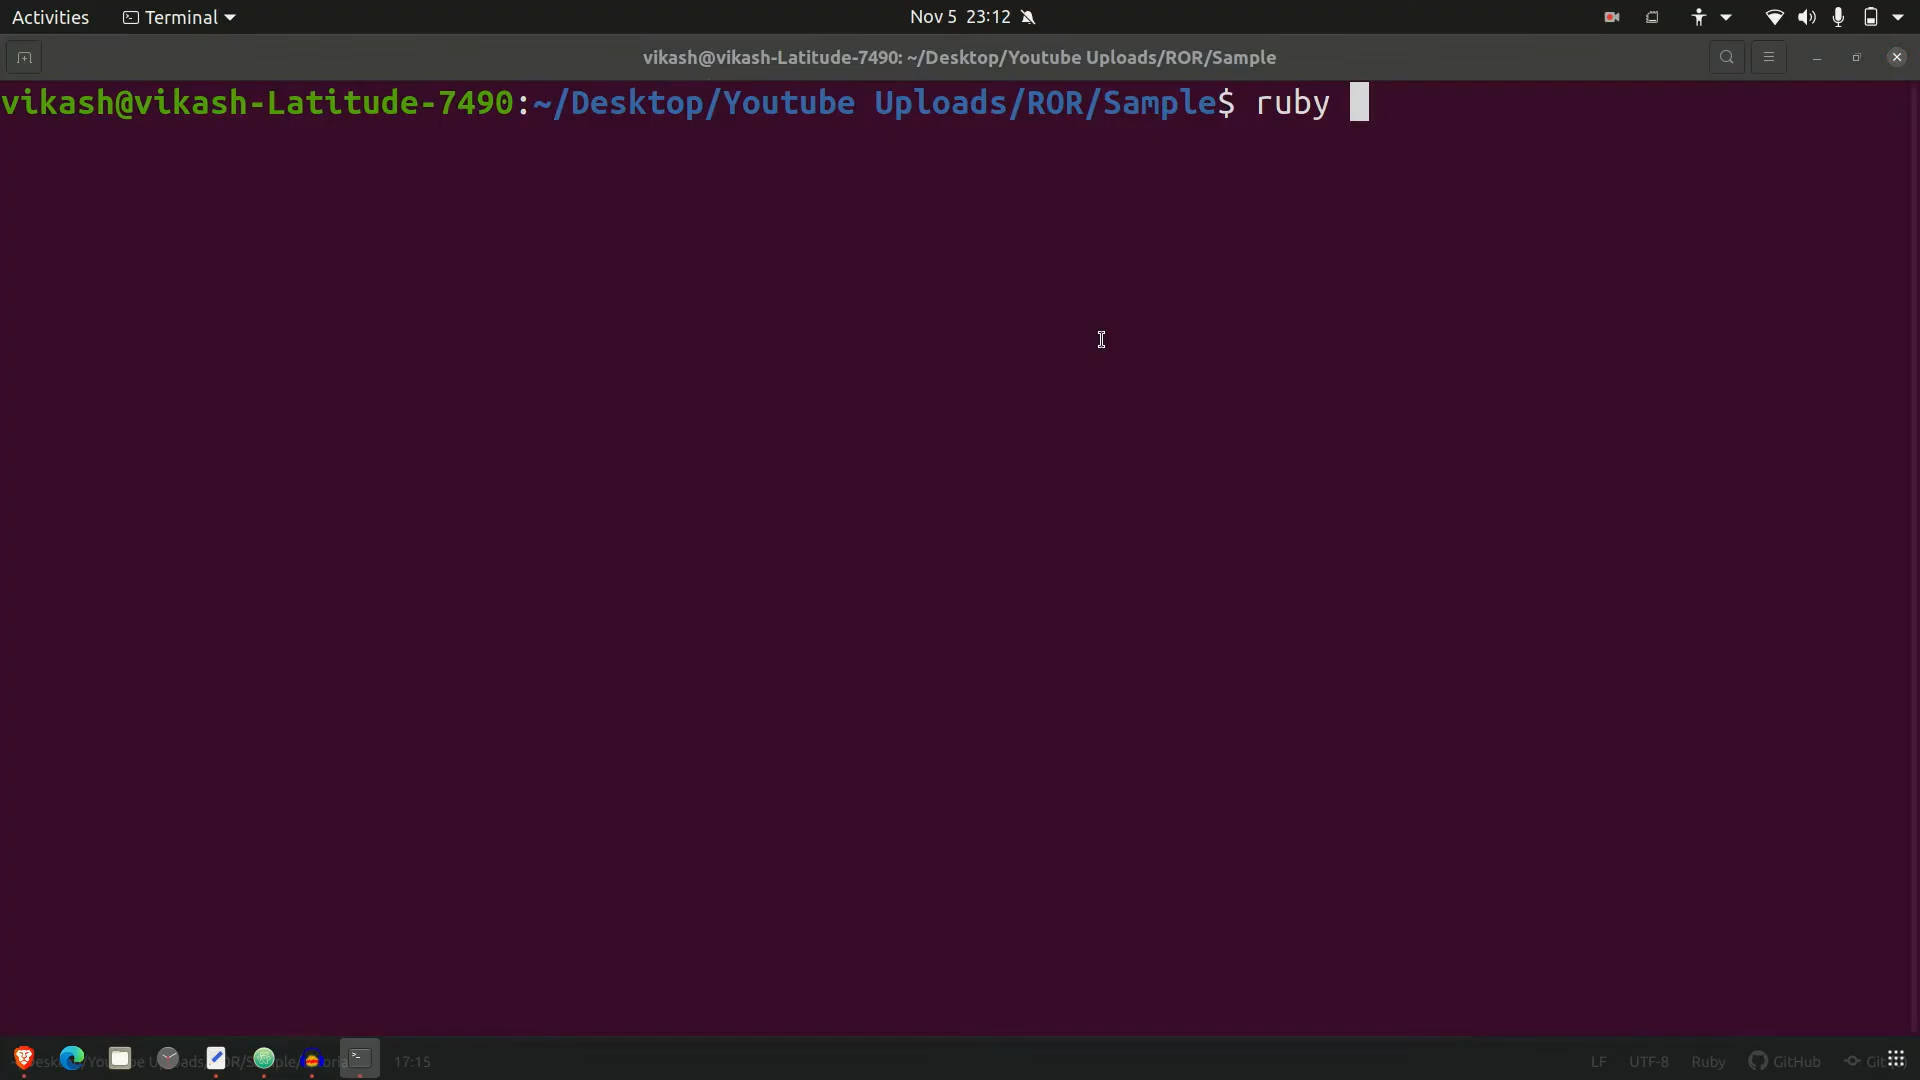 Activities Terminal Nov 5 23:12
vikash@vikash-Latitude-7490: ~/Desktop/Youtube Uploads/ROR/Sample
vikash@vikash-Latitude-7490:~/Desktop/Youtube Uploads/ROR/Sample$ ruby
17:15 LF UTF-8 Ruby GitHub Git